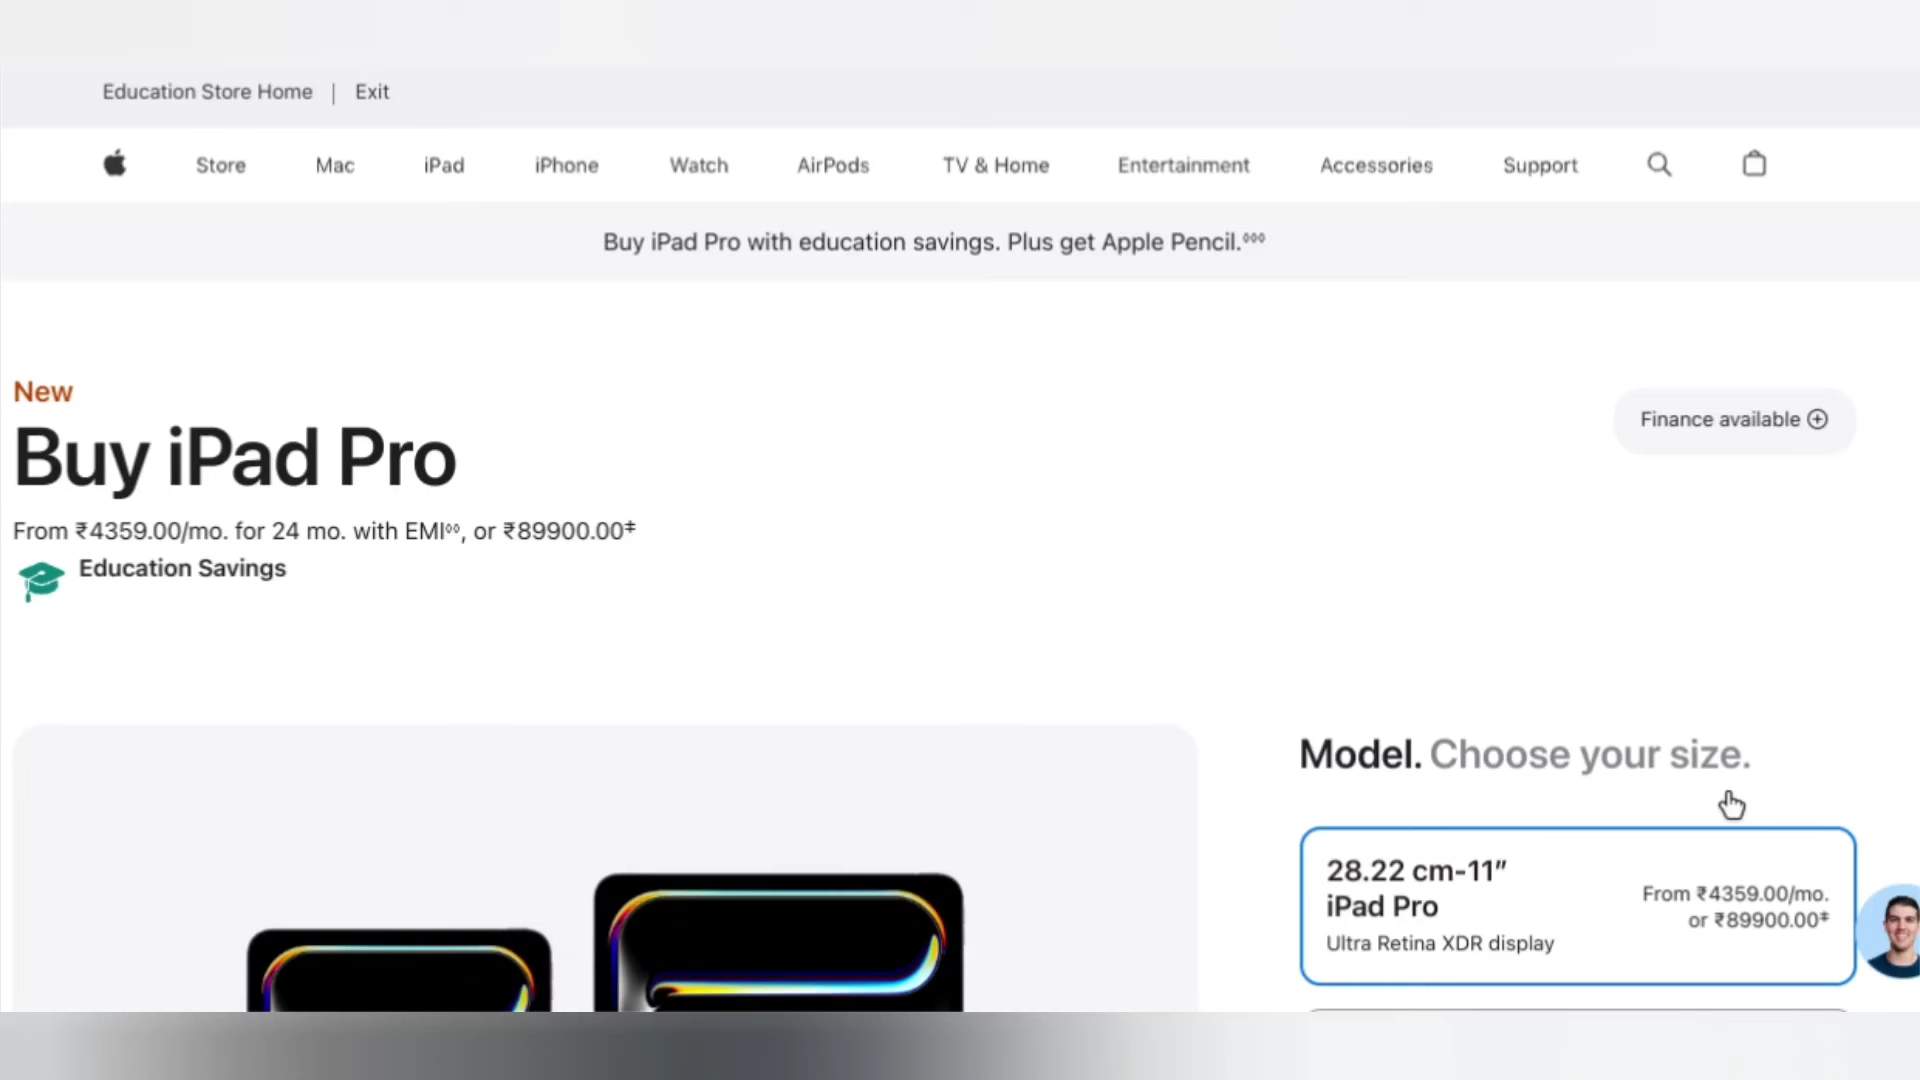 Education Store Home | Exit
Store Mac iPad iPhone Watch AirPods TV & Home Entertainment Accessories Support
Buy iPad Pro with education savings. Plus get Apple Pencil.◊◊◊
New
Buy iPad Pro
Finance available
From ₹4359.00/mo. for 24 mo. with EMI◊◊, or ₹89900.00‡
Education Savings
Model. Choose your size.
28.22 cm-11″
iPad Pro
Ultra Retina XDR display
From ₹4359.00/mo.
or ₹89900.00‡